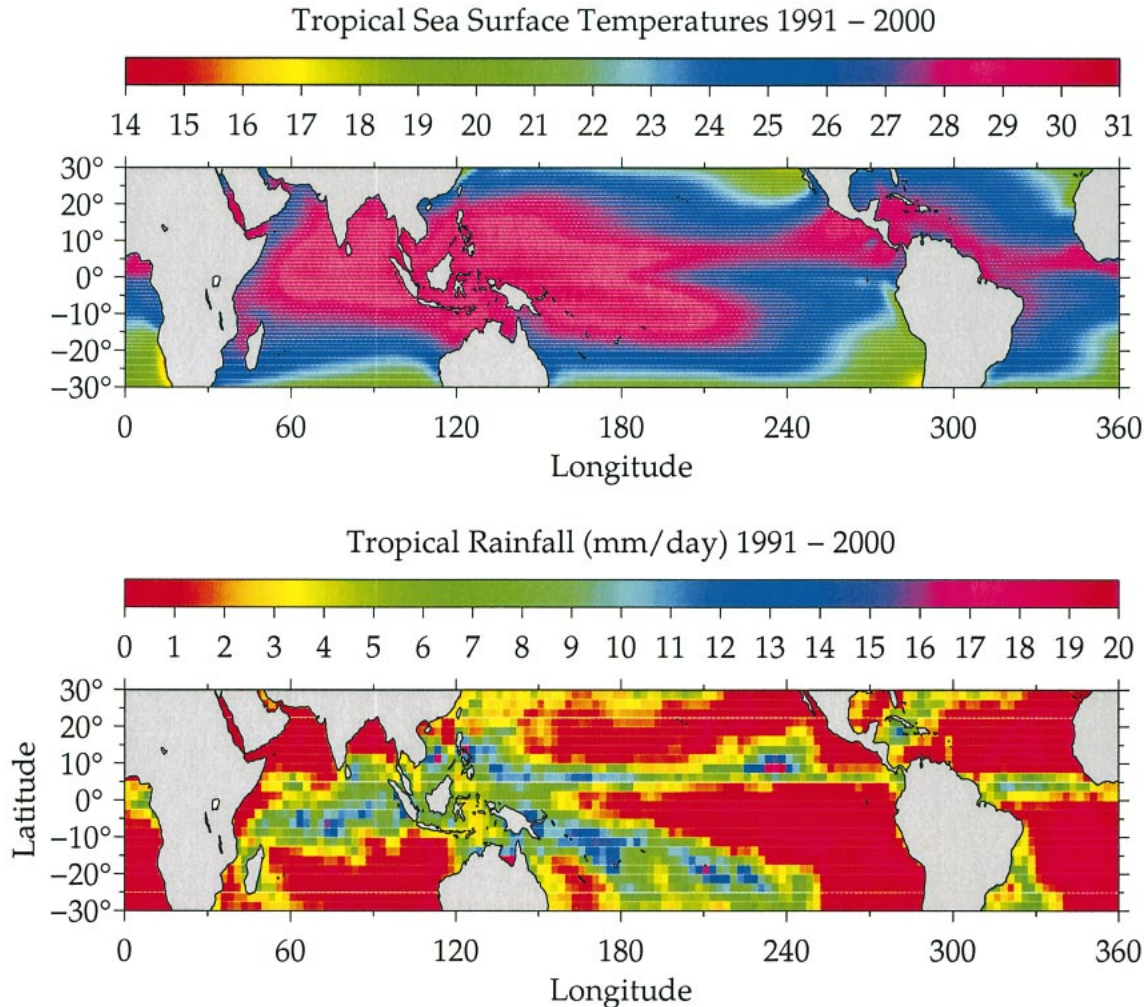 Tropical Sea Surface Temperatures 1991 – 2000
14 15 16 17 18 19 20 21 22 23 24 25 26 27 28 29 30 31
30°
20°
10°
0°
−10°
−20°
−30°
0 60 120 180 240 300 360
Longitude
Tropical Rainfall (mm/day) 1991 – 2000
0 1 2 3 4 5 6 7 8 9 10 11 12 13 14 15 16 17 18 19 20
Latitude
30°
20°
10°
0°
−10°
−20°
−30°
0 60 120 180 240 300 360
Longitude